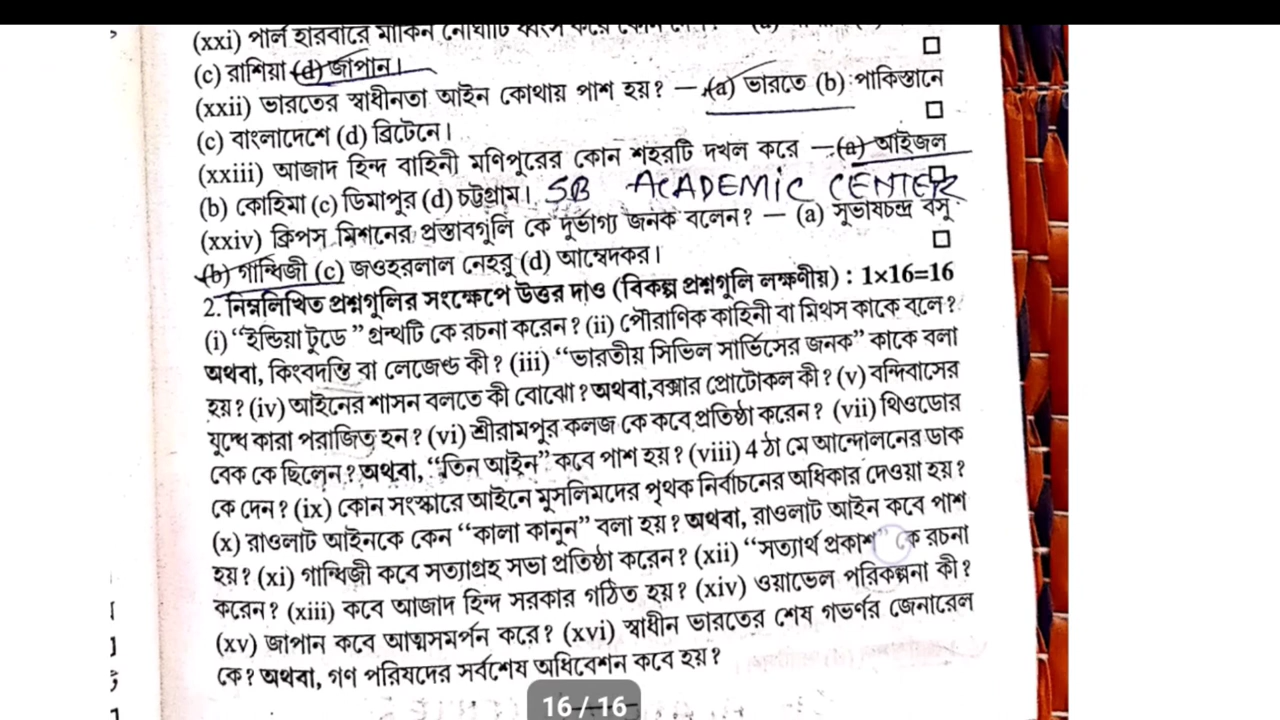 (xxi) পার্ল হারবারে মার্কিন নৌঘাঁটি ধ্বংস করে কোন
(c) রাশিয়া (d) জাপান।
(xxii) ভারতের স্বাধীনতা আইন কোথায় পাশ হয়? — (a) ভারতে (b) পাকিস্তানে
(c) বাংলাদেশে (d) ব্রিটেনে।
(xxiii) আজাদ হিন্দ বাহিনী মণিপুরের কোন শহরটি দখল করে — (a) আইজল
(b) কোহিমা (c) ডিমাপুর (d) চট্টগ্রাম। SB ACADEMIC CENTER
(xxiv) ক্রিপস মিশনের প্রস্তাবগুলি কে দুর্ভাগ্য জনক বলেন? — (a) সুভাষচন্দ্র বসু
(b) গান্ধিজী (c) জওহরলাল নেহরু (d) আম্বেদকর।
2. নিম্নলিখিত প্রশ্নগুলির সংক্ষেপে উত্তর দাও (বিকল্প প্রশ্নগুলি লক্ষণীয়) : 1×16=16
(i) “ইন্ডিয়া টুডে ” গ্রন্থটি কে রচনা করেন? (ii) পৌরাণিক কাহিনী বা মিথস কাকে বলে?
অথবা, কিংবদন্তি বা লেজেণ্ড কী? (iii) “ভারতীয় সিভিল সার্ভিসের জনক” কাকে বলা
হয়? (iv) আইনের শাসন বলতে কী বোঝো? অথবা, বক্সার প্রোটোকল কী? (v) বন্দিবাসের
যুদ্ধে কারা পরাজিত হন? (vi) শ্রীরামপুর কলজ কে কবে প্রতিষ্ঠা করেন? (vii) থিওডোর
বেক কে ছিলেন? অথবা, “তিন আইন” কবে পাশ হয়? (viii) 4 ঠা মে আন্দোলনের ডাক
কে দেন? (ix) কোন সংস্কারে আইনে মুসলিমদের পৃথক নির্বাচনের অধিকার দেওয়া হয়?
(x) রাওলাট আইনকে কেন “কালা কানুন” বলা হয়? অথবা, রাওলাট আইন কবে পাশ
হয়? (xi) গান্ধিজী কবে সত্যাগ্রহ সভা প্রতিষ্ঠা করেন? (xii) “সত্যার্থ প্রকাশ” কে রচনা
করেন? (xiii) কবে আজাদ হিন্দ সরকার গঠিত হয়? (xiv) ওয়াভেল পরিকল্পনা কী?
(xv) জাপান কবে আত্মসমর্পন করে? (xvi) স্বাধীন ভারতের শেষ গভর্ণর জেনারেল
কে? অথবা, গণ পরিষদের সর্বশেষ অধিবেশন কবে হয়?
16 / 16